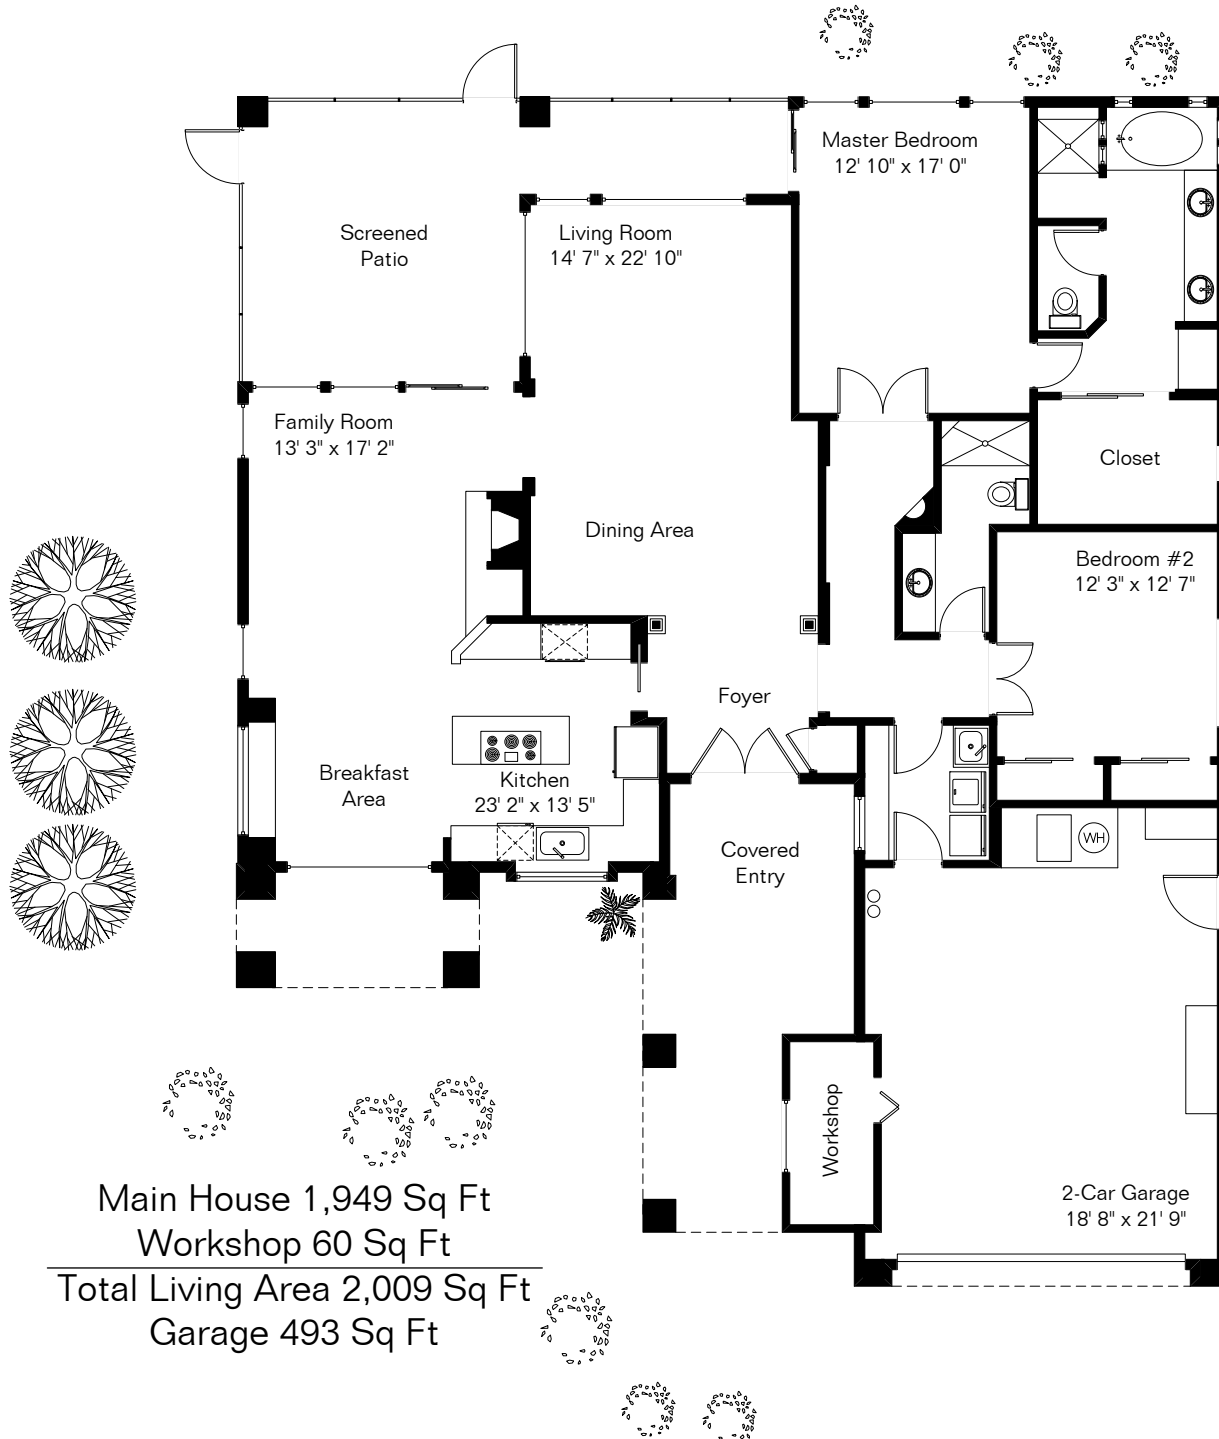 Master Bedroom
12' 10" x 17' 0"
Screened
Patio
Living Room
14' 7" x 22' 10"
Family Room
13' 3" x 17' 2"
Closet
Dining Area
Bedroom #2
12' 3" x 12' 7"
Foyer
Breakfast
Area
Kitchen
23' 2" x 13' 5"
WH
Covered
Entry
Workshop
2-Car Garage
18' 8" x 21' 9"
Main House 1,949 Sq Ft
Workshop 60 Sq Ft
Total Living Area 2,009 Sq Ft
Garage 493 Sq Ft